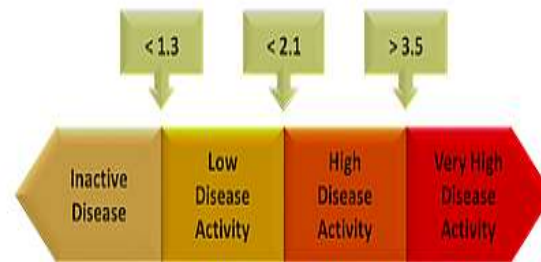 < 1.3
< 2.1
> 3.5
Inactive
Disease
Low
Disease
Activity
High
Disease
Activity
Very High
Disease
Activity